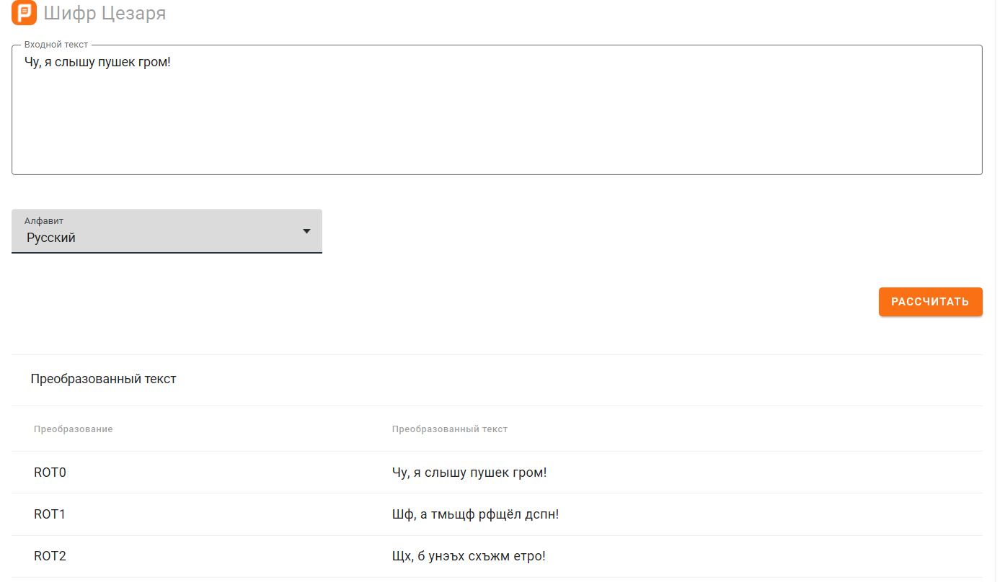 Шифр Цезаря
Входной текст
Чу, я слышу пушек гром!
Алфавит
Русский
РАССЧИТАТЬ
Преобразованный текст
Преобразование Преобразованный текст
ROT0 Чу, я слышу пушек гром!
ROT1 Шф, а тмьщф рфщёл дспн!
ROT2 Щх, б унэъх схъжм етро!